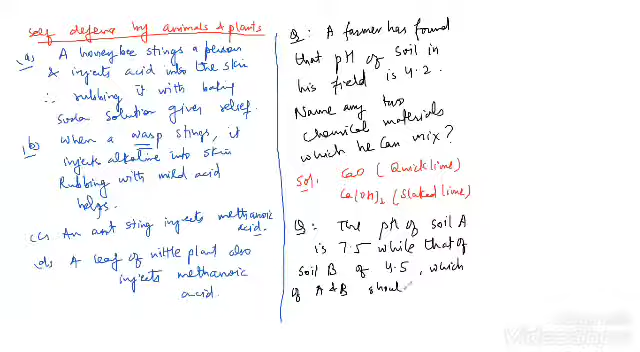 Self defence by animals & plants
(a) A honeybee stings a person
& injects acid into the skin
∴ rubbing it with baking
soda solution gives relief.
(b) When a wasp stings, it
injects alkaline into skin
Rubbing with mild acid
helps.
(c) An ant sting injects methanoic
acid.
(d) A leaf of nittle plant also
injects methanoic
acid.
Q: A farmer has found
that pH of soil in
his field is 4.2.
Name any two
chemical materials
which he can mix?
Sol. CaO (Quicklime)
Ca(OH)2 (Slaked lime)
Q: The pH of soil A
is 7.5 while that of
soil B of 4.5, which
of A & B shoul